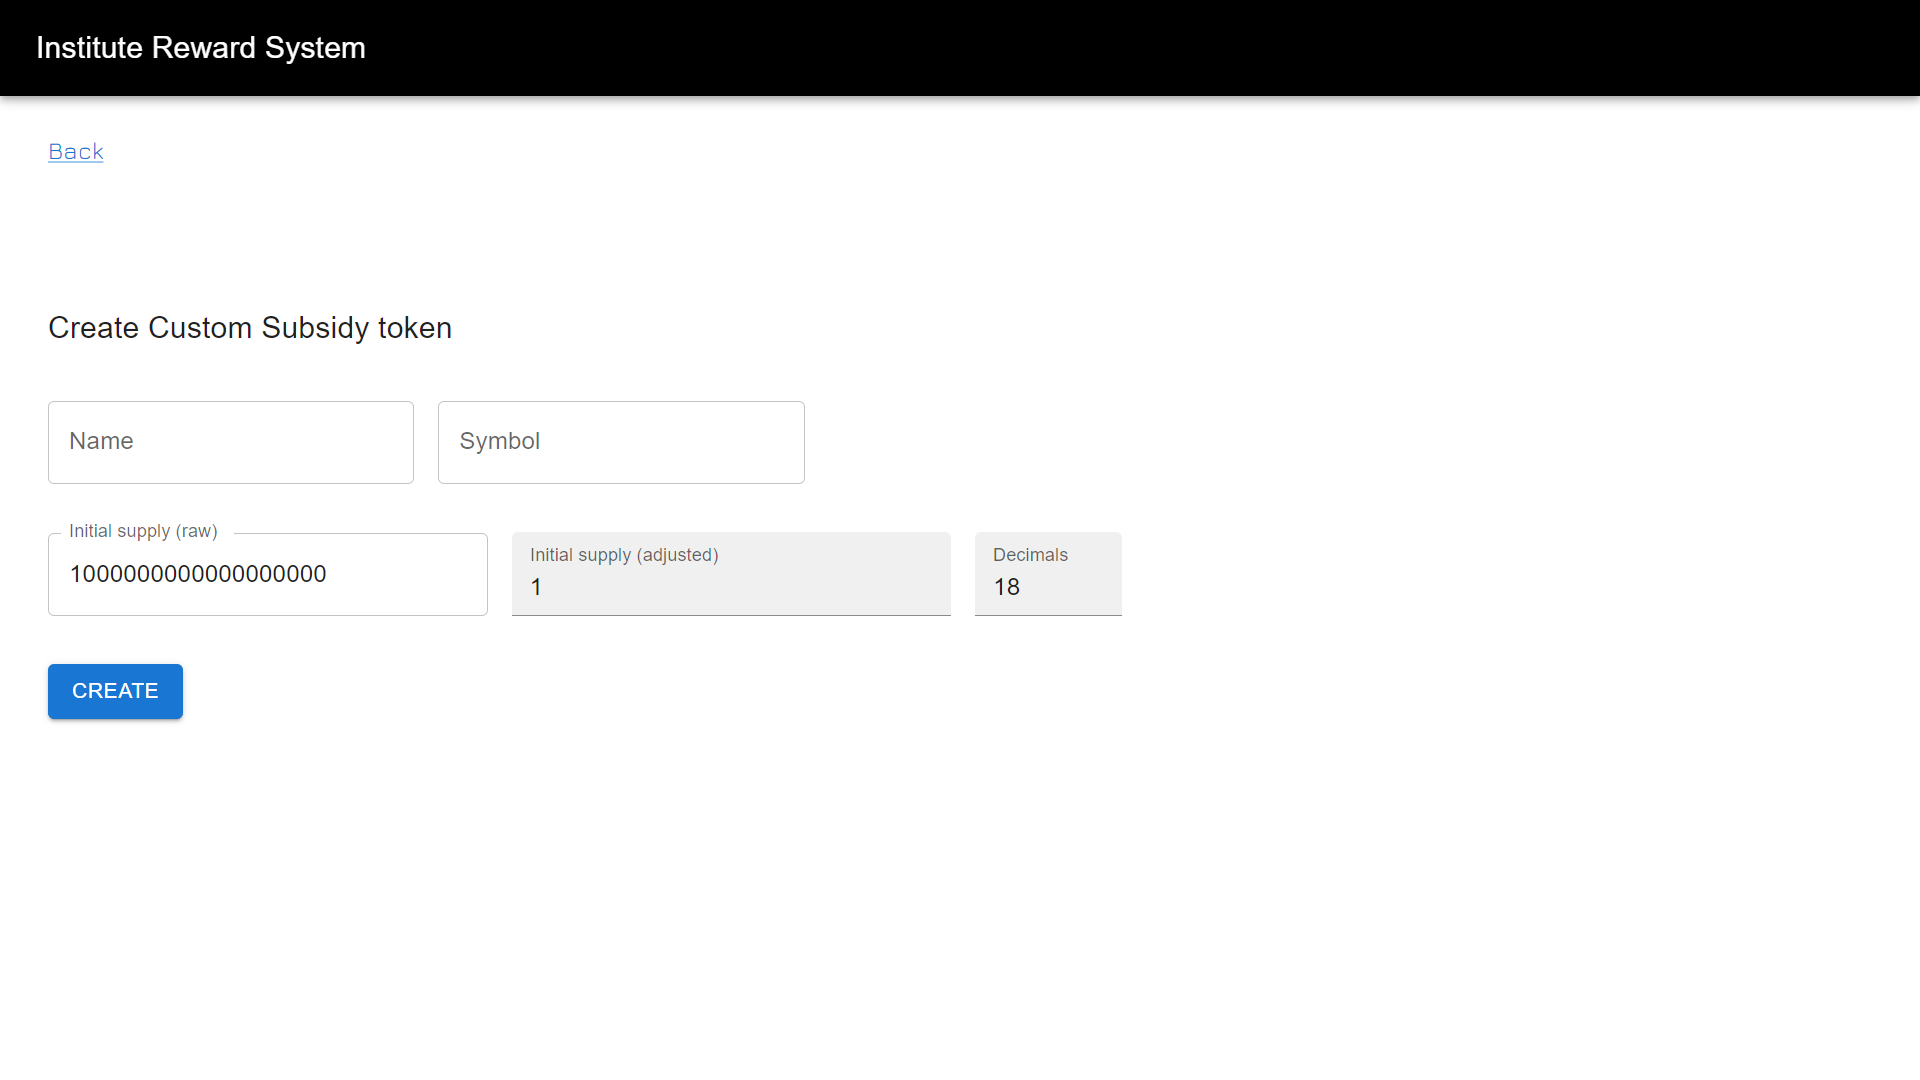 Institute Reward System
Back
Create Custom Subsidy token
Name
Symbol
Initial supply (raw)
1000000000000000000
Initial supply (adjusted)
1
Decimals
18
CREATE